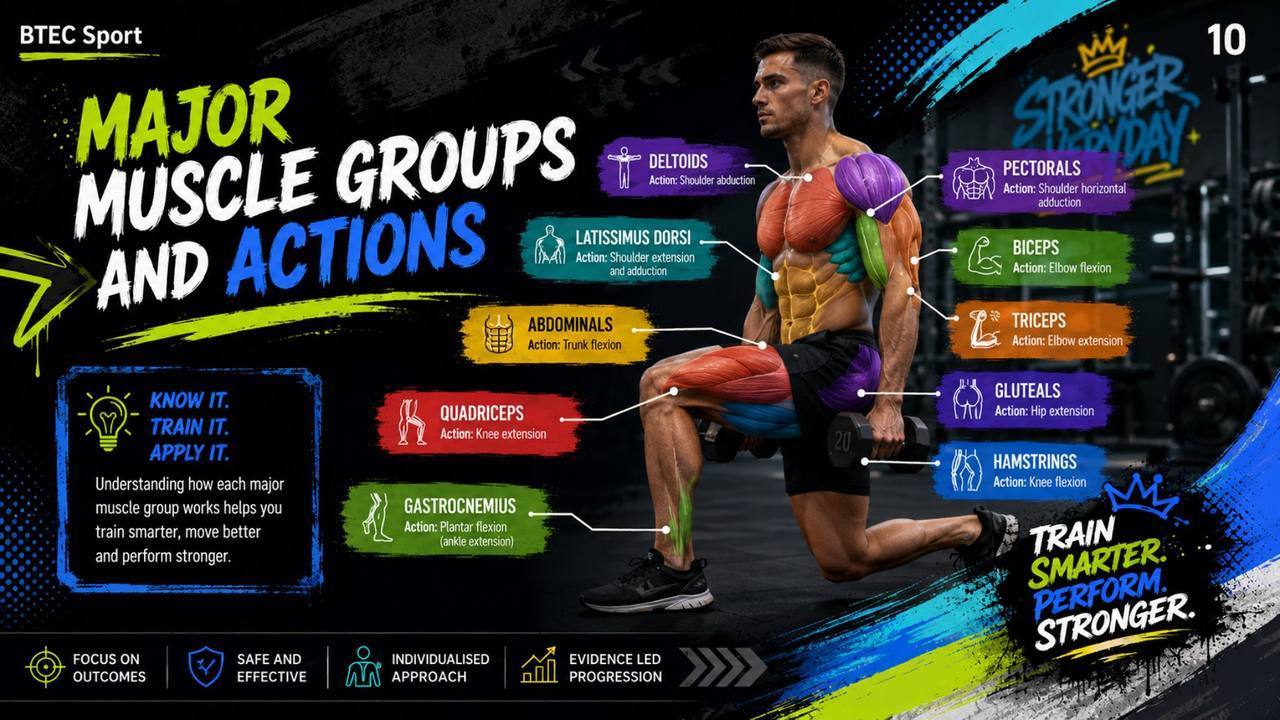 BTEC Sport
10
MAJOR
MUSCLE GROUPS
AND ACTIONS
STRONGER
EVERYDAY
DELTOIDS
Action: Shoulder abduction
PECTORALS
Action: Shoulder horizontal
adduction
LATISSIMUS DORSI
Action: Shoulder extension
and adduction
BICEPS
Action: Elbow flexion
ABDOMINALS
Action: Trunk flexion
TRICEPS
Action: Elbow extension
QUADRICEPS
Action: Knee extension
GLUTEALS
Action: Hip extension
GASTROCNEMIUS
Action: Plantar flexion
(ankle extension)
HAMSTRINGS
Action: Knee flexion
20
KNOW IT.
TRAIN IT.
APPLY IT.
Understanding how each major
muscle group works helps you
train smarter, move better
and perform stronger.
TRAIN
SMARTER.
PERFORM.
STRONGER.
FOCUS ON
OUTCOMES
SAFE AND
EFFECTIVE
INDIVIDUALISED
APPROACH
EVIDENCE LED
PROGRESSION